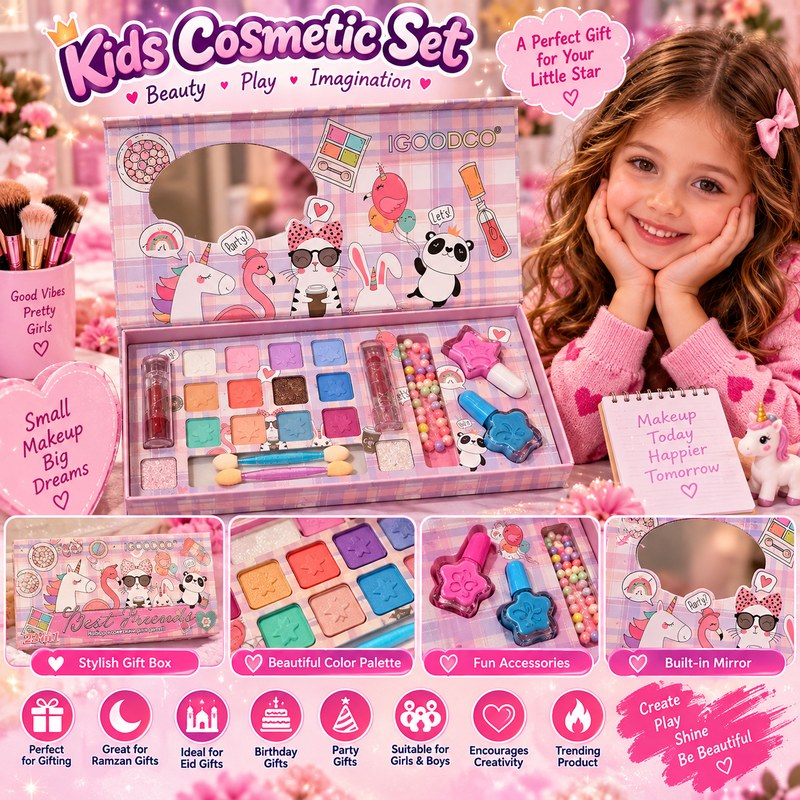 Kids Cosmetic Set
Beauty ♥ Play ♥ Imagination ♥
A Perfect Gift
for Your
Little Star
IGOODCO®
Party?
Let's!
Good Vibes
Pretty
Girls
Small
Makeup
Big
Dreams
Makeup
Today
Happier
Tomorrow
IGOODCO
Best Friends
Party?
Stylish Gift Box
Beautiful Color Palette
Fun Accessories
Built-in Mirror
Perfect
for Gifting
Great for
Ramzan Gifts
Ideal for
Eid Gifts
Birthday
Gifts
Party
Gifts
Suitable for
Girls & Boys
Encourages
Creativity
Trending
Product
Create
Play
Shine
Be Beautiful